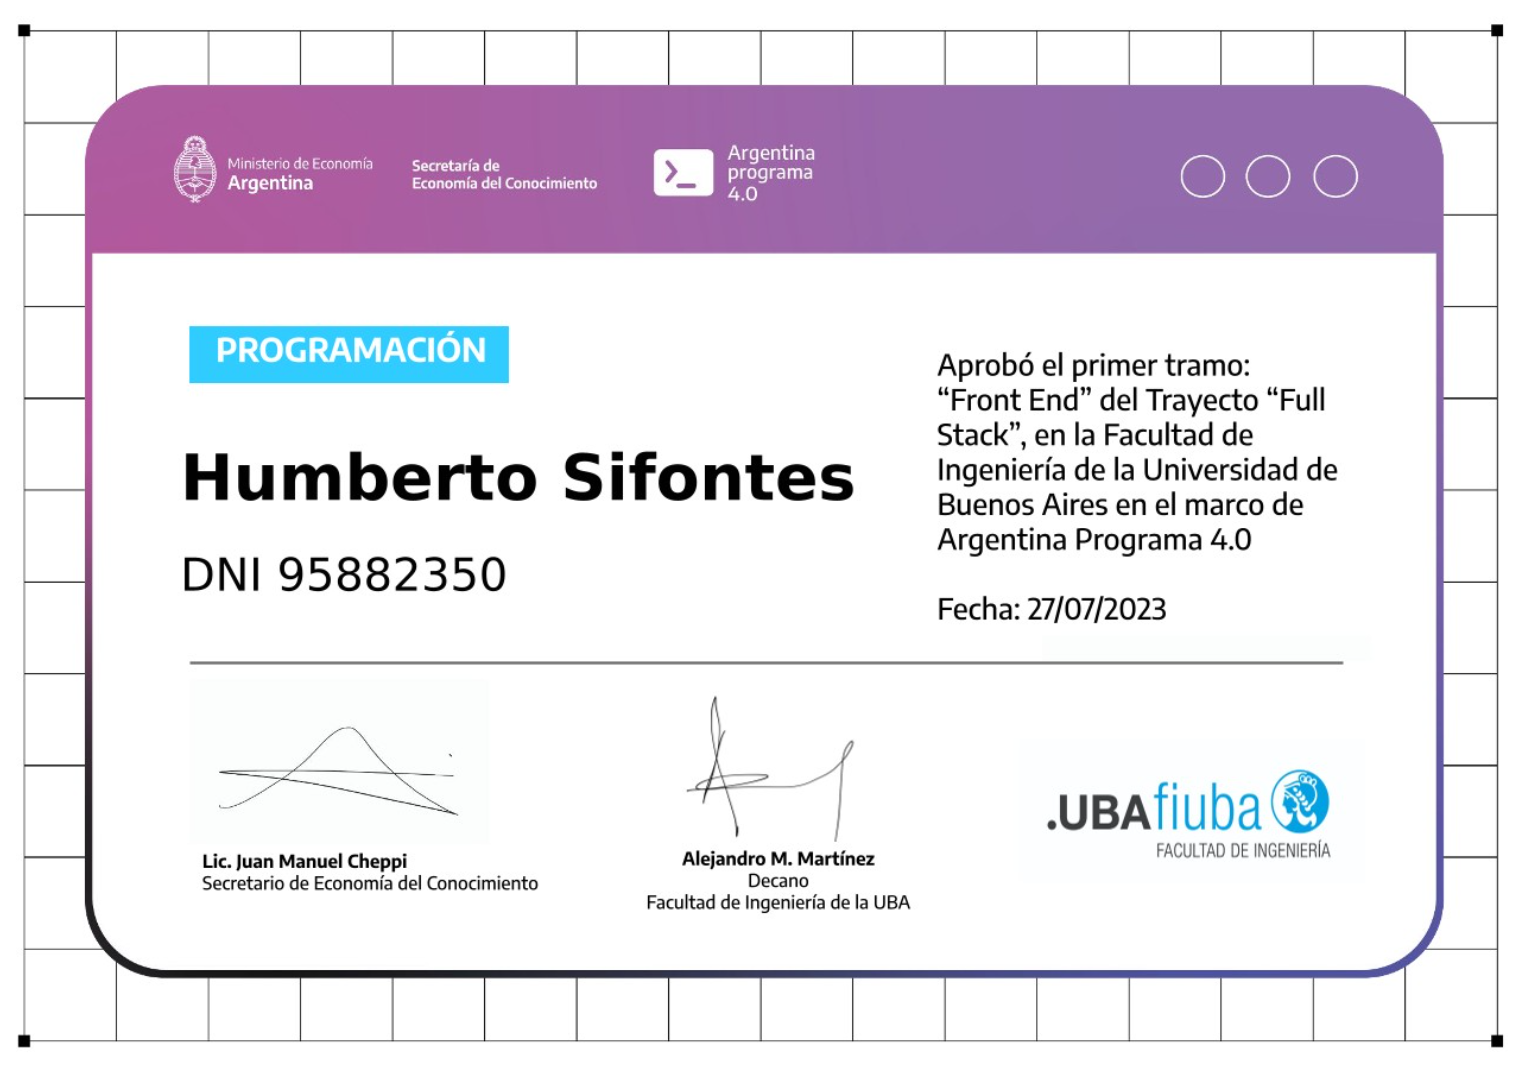 Ministerio de Economía
Argentina
Secretaría de
Economía del Conocimiento
Argentina
programa
4.0
PROGRAMACIÓN
Humberto Sifontes
DNI 95882350
Aprobó el primer tramo:
“Front End” del Trayecto “Full
Stack”, en la Facultad de
Ingeniería de la Universidad de
Buenos Aires en el marco de
Argentina Programa 4.0
Fecha: 27/07/2023
Lic. Juan Manuel Cheppi
Secretario de Economía del Conocimiento
Alejandro M. Martínez
Decano
Facultad de Ingeniería de la UBA
.UBAfiuba
FACULTAD DE INGENIERÍA